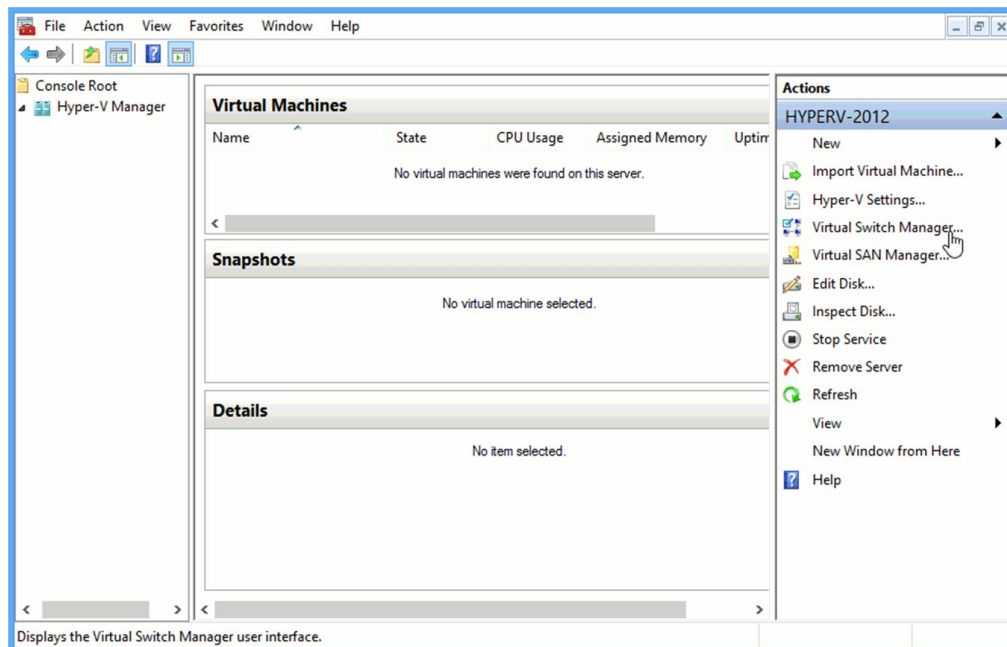 File Action View Favorites Window Help
Console Root
Hyper-V Manager
Virtual Machines
Name State CPU Usage Assigned Memory Uptim
No virtual machines were found on this server.
Snapshots
No virtual machine selected.
Details
No item selected.
Actions
HYPERV-2012
New
Import Virtual Machine...
Hyper-V Settings...
Virtual Switch Manager...
Virtual SAN Manager...
Edit Disk...
Inspect Disk...
Stop Service
Remove Server
Refresh
View
New Window from Here
Help
Displays the Virtual Switch Manager user interface.